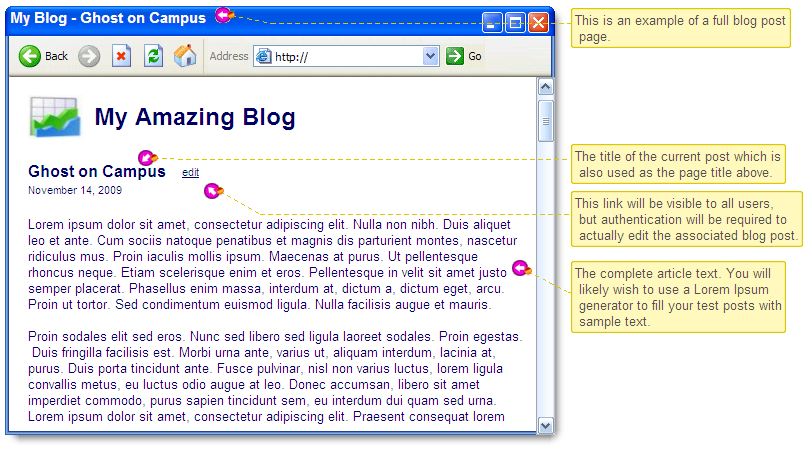 My Blog - Ghost on Campus
This is an example of a full blog post
page.
Back
Address
http://
Go
My Amazing Blog
Ghost on Campus edit
November 14, 2009
The title of the current post which is
also used as the page title above.
This link will be visible to all users,
but authentication will be required to
actually edit the associated blog post.
Lorem ipsum dolor sit amet, consectetur adipiscing elit. Nulla non nibh. Duis aliquet
leo et ante. Cum sociis natoque penatibus et magnis dis parturient montes, nascetur
ridiculus mus. Proin iaculis mollis ipsum. Maecenas at purus. Ut pellentesque
rhoncus neque. Etiam scelerisque enim et eros. Pellentesque in velit sit amet justo
semper placerat. Phasellus enim massa, interdum at, dictum a, dictum eget, arcu.
Proin ut tortor. Sed condimentum euismod ligula. Nulla facilisis augue et mauris.
The complete article text. You will
likely wish to use a Lorem Ipsum
generator to fill your test posts with
sample text.
Proin sodales elit sed eros. Nunc sed libero sed ligula laoreet sodales. Proin egestas.
Duis fringilla facilisis est. Morbi urna ante, varius ut, aliquam interdum, lacinia at,
purus. Duis porta tincidunt ante. Fusce pulvinar, nisl non varius luctus, lorem ligula
convallis metus, eu luctus odio augue at leo. Donec accumsan, libero sit amet
imperdiet commodo, purus sapien tincidunt sem, eu interdum dui quam sed urna.
Lorem ipsum dolor sit amet, consectetur adipiscing elit. Praesent consequat lorem